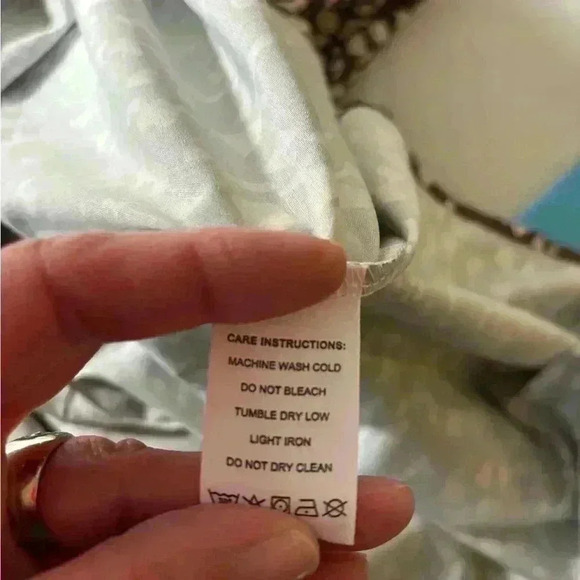 CARE INSTRUCTIONS:
MACHINE WASH COLD
DO NOT BLEACH
TUMBLE DRY LOW
LIGHT IRON
DO NOT DRY CLEAN